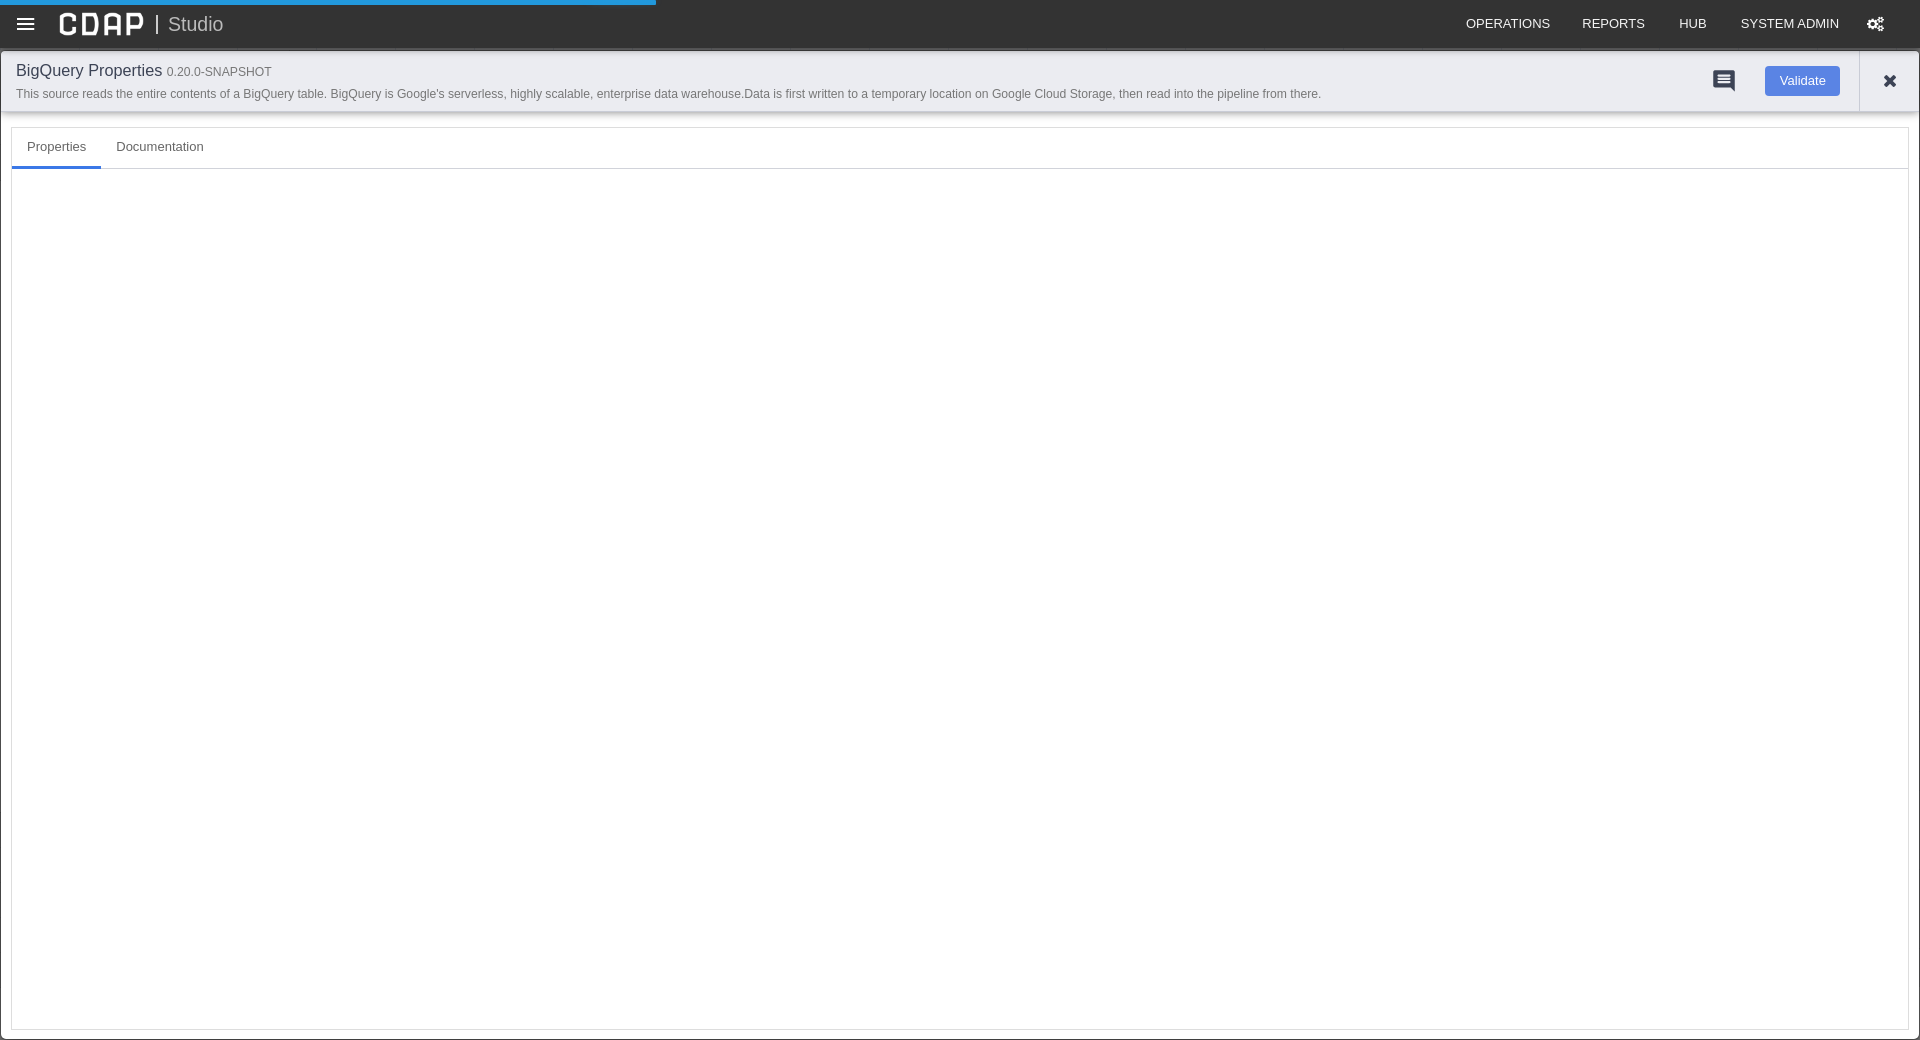 CDAP | Studio
OPERATIONS REPORTS HUB SYSTEM ADMIN
BigQuery Properties 0.20.0-SNAPSHOT
This source reads the entire contents of a BigQuery table. BigQuery is Google's serverless, highly scalable, enterprise data warehouse.Data is first written to a temporary location on Google Cloud Storage, then read into the pipeline from there.
Validate
Properties Documentation